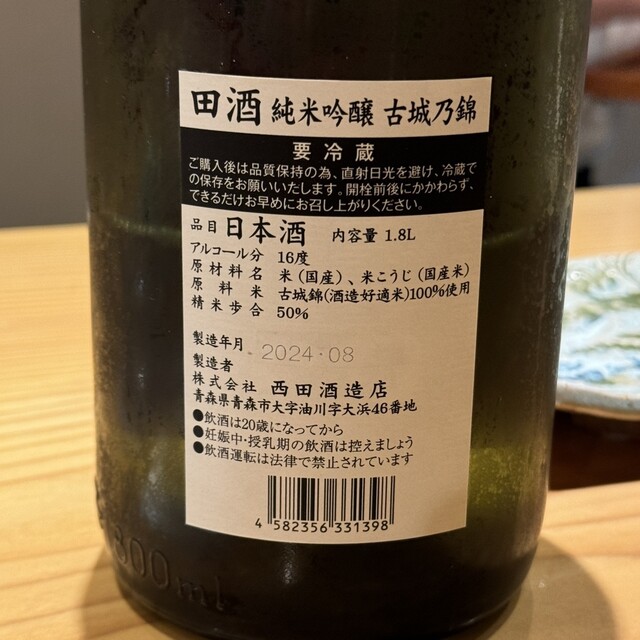 田酒 純米吟醸 古城乃錦
要冷蔵
ご購入後は品質保持の為、直射日光を避け、冷蔵で
の保存をお願いいたします。開栓前後にかかわらず、
できるだけお早めにお召し上がりください。
品目 日本酒 内容量 1.8L
アルコール分 16度
原材料名 米(国産)、米こうじ(国産米)
原料米 古城錦(酒造好適米)100%使用
精米歩合 50%
製造年月 2024.08
製造者
株式会社 西田酒造店
青森県青森市大字油川字大浜46番地
●飲酒は20歳になってから
●妊娠中・授乳期の飲酒は控えましょう
●飲酒運転は法律で禁止されています
4 582356 331398
1800ml